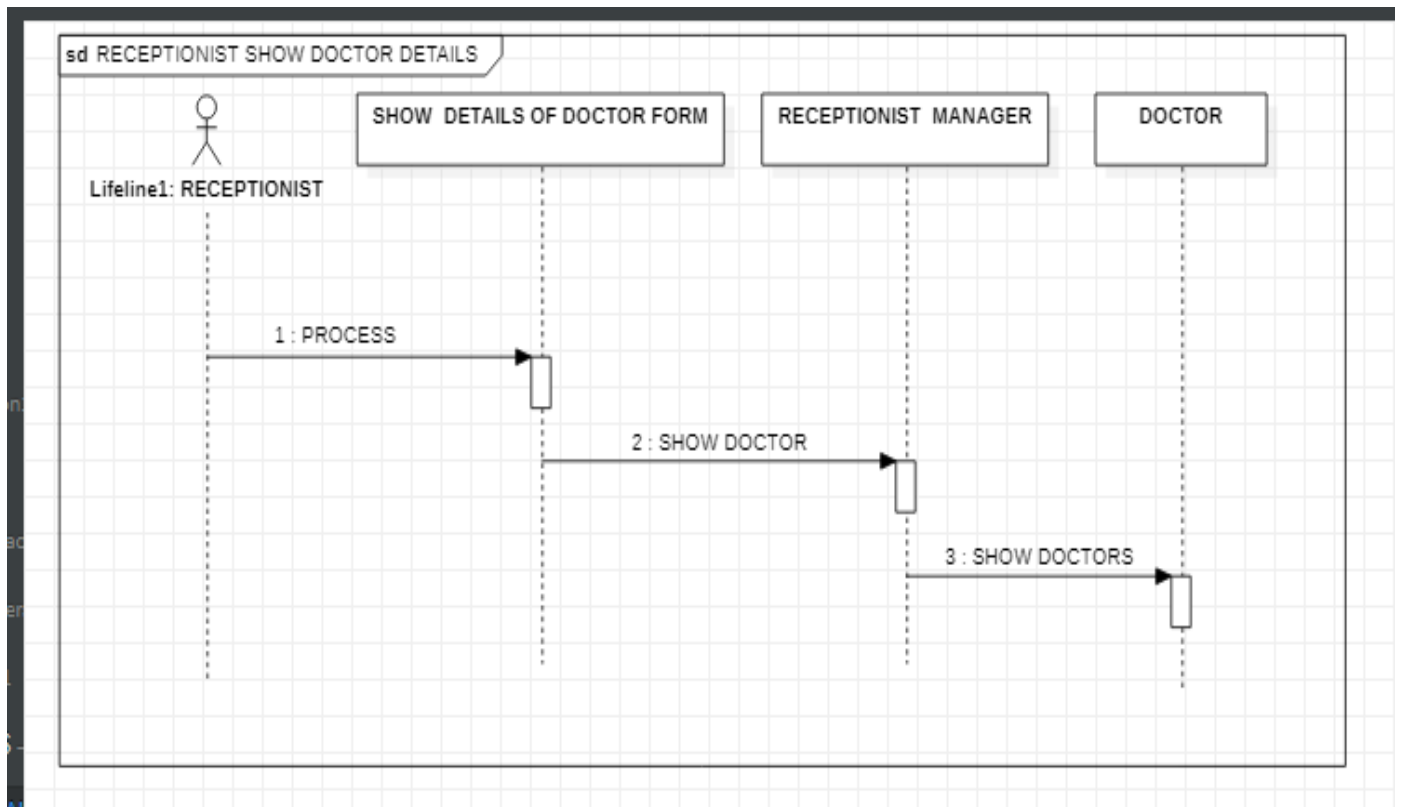 sd RECEPTIONIST SHOW DOCTOR DETAILS
SHOW DETAILS OF DOCTOR FORM
RECEPTIONIST MANAGER
DOCTOR
Lifeline1: RECEPTIONIST
1 : PROCESS
2 : SHOW DOCTOR
3 : SHOW DOCTORS